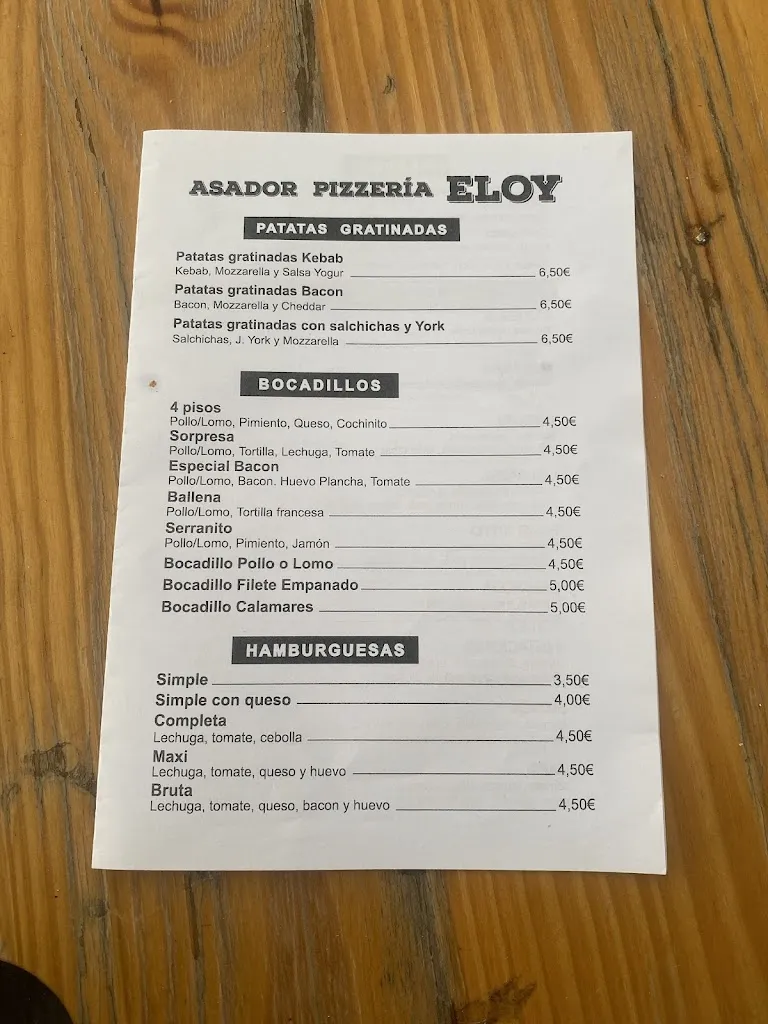 ASADOR PIZZERÍA ELOY
PATATAS GRATINADAS
Patatas gratinadas Kebab
Kebab, Mozzarella y Salsa Yogur 6,50€
Patatas gratinadas Bacon
Bacon, Mozzarella y Cheddar 6,50€
Patatas gratinadas con salchichas y York
Salchichas, J. York y Mozzarella 6,50€
BOCADILLOS
4 pisos
Pollo/Lomo, Pimiento, Queso, Cochinito 4,50€
Sorpresa
Pollo/Lomo, Tortilla, Lechuga, Tomate 4,50€
Especial Bacon
Pollo/Lomo, Bacon. Huevo Plancha, Tomate 4,50€
Ballena
Pollo/Lomo, Tortilla francesa 4,50€
Serranito
Pollo/Lomo, Pimiento, Jamón 4,50€
Bocadillo Pollo o Lomo 4,50€
Bocadillo Filete Empanado 5,00€
Bocadillo Calamares 5,00€
HAMBURGUESAS
Simple 3,50€
Simple con queso 4,00€
Completa
Lechuga, tomate, cebolla 4,50€
Maxi
Lechuga, tomate, queso y huevo 4,50€
Bruta
Lechuga, tomate, queso, bacon y huevo 4,50€